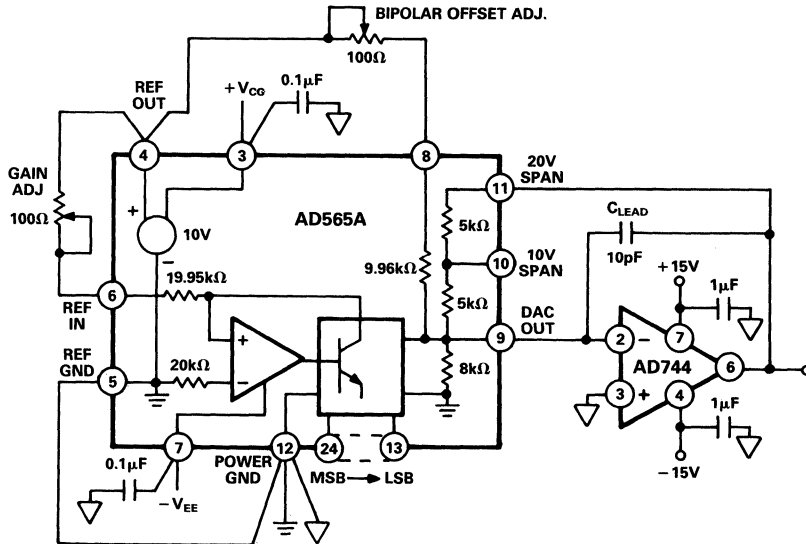 BIPOLAR OFFSET ADJ.
100Ω
REF
OUT
+VCG
0.1μF
4
3
8
20V
SPAN
11
GAIN
ADJ
100Ω
+
10V
−
AD565A
5kΩ
CLEAD
10pF
10
10V
SPAN
9.96kΩ
+15V
1μF
6
19.95kΩ
REF
IN
5kΩ
DAC
OUT
9
REF
GND
5
20kΩ
+
−
8kΩ
2
−
7
AD744
6
3
+
4
1μF
−15V
7
0.1μF
−VEE
POWER
GND
12
24
13
MSB
LSB